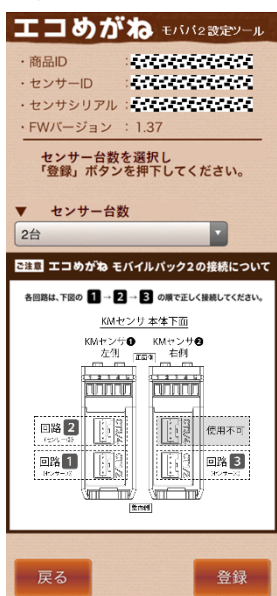 エコめがね モバパ2設定ツール
・商品ID :
・センサーID :
・センサシリアル :
・FWバージョン : 1.37
センサー台数を選択し
「登録」ボタンを押下してください。
▼ センサー台数
2台
ご注意 エコめがね モバイルパック2の接続について
各回路は、下図の 1 → 2 → 3 の順で正しく接続してください。
KMセンサ 本体下面
KMセンサ❶ KMセンサ❷
左側 正面側 右側
回路 2 使用不可
回路 1 回路 3
背面側
戻る 登録